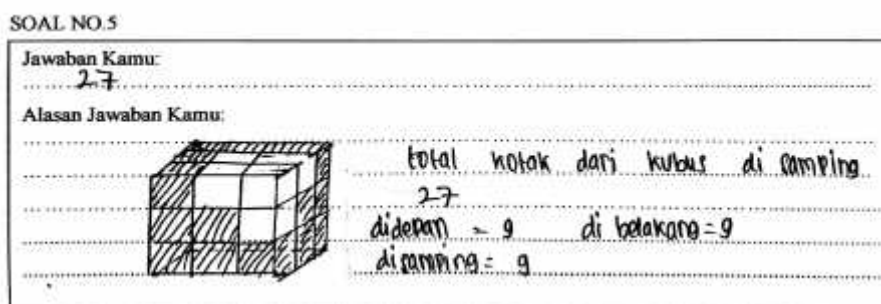 SOAL NO.5
Jawaban Kamu:
27
Alasan Jawaban Kamu:
total kotak dari kubus di samping
27
didepan = 9 di belakang = 9
disamping = 9